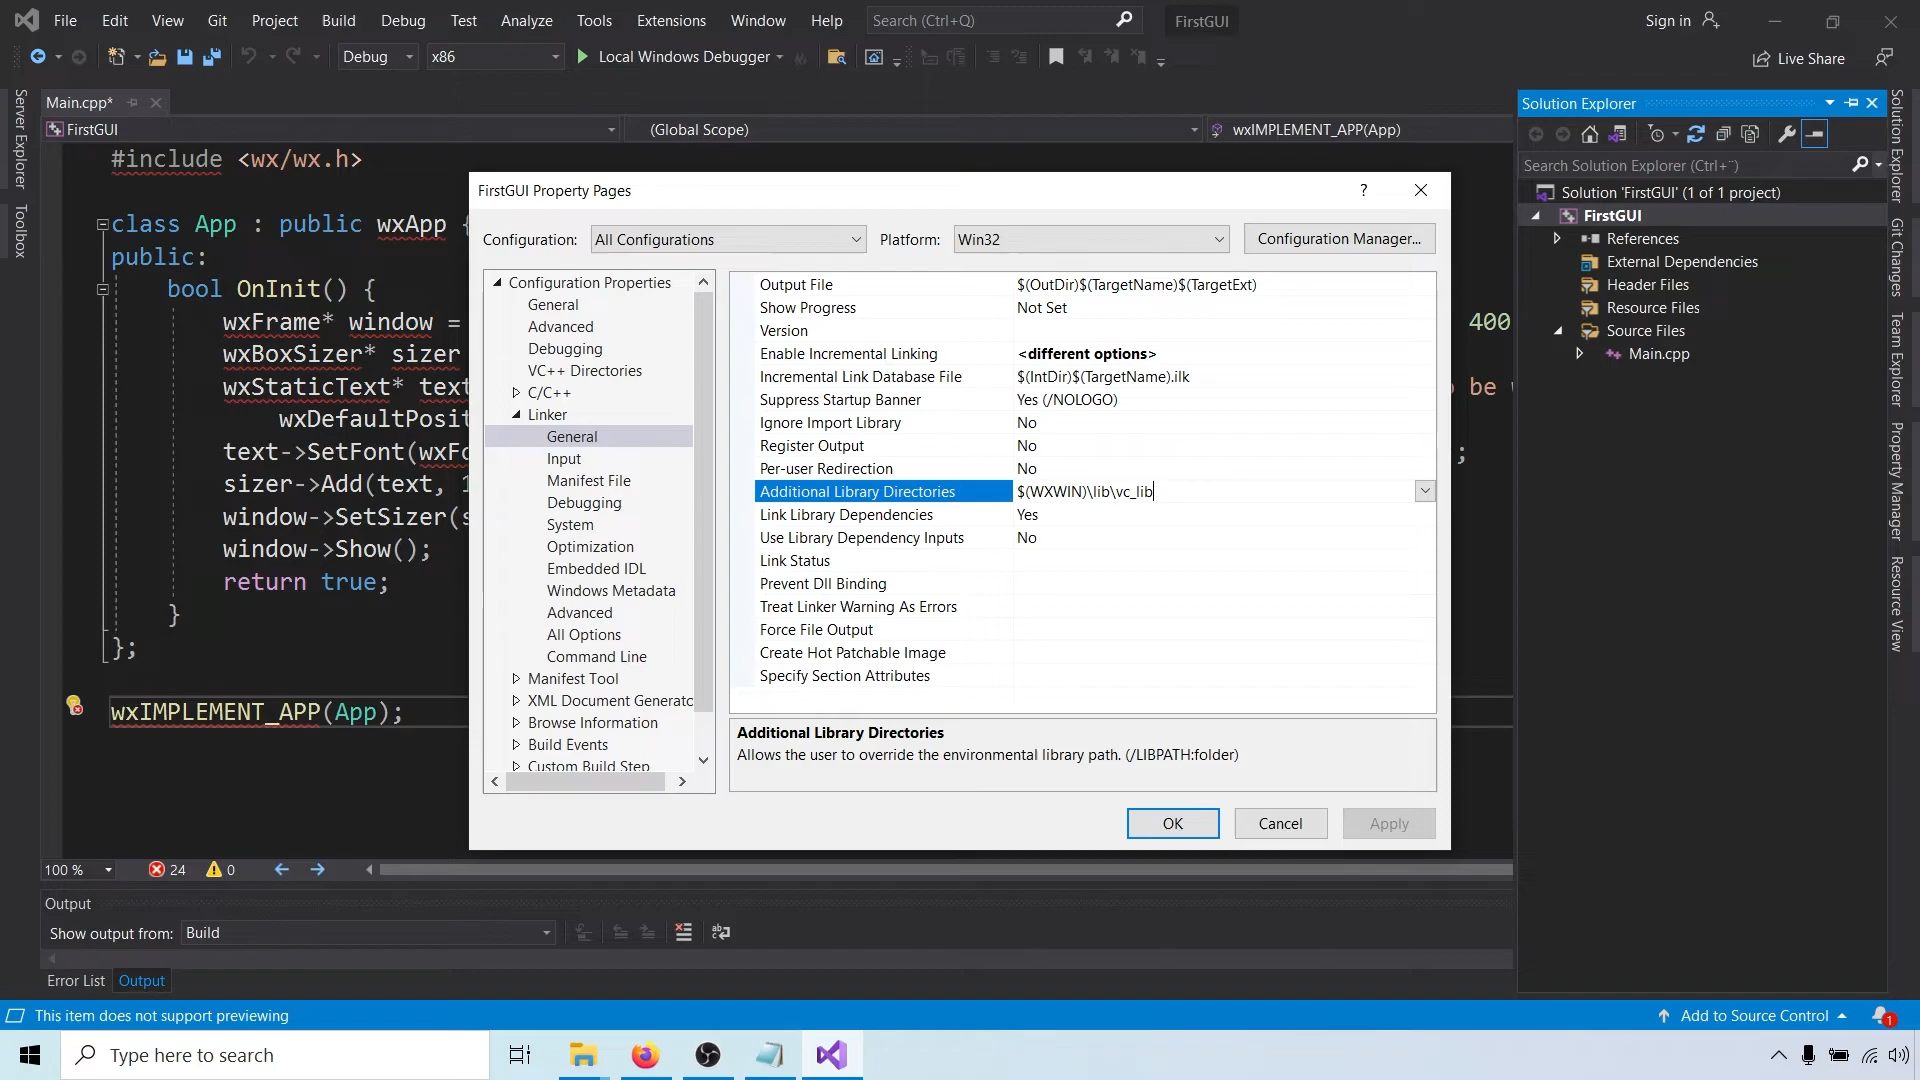 File Edit View Git Project Build Debug Test Analyze Tools Extensions Window Help Search (Ctrl+Q) FirstGUI Sign in
Debug x86 Local Windows Debugger Live Share
Main.cpp*
FirstGUI (Global Scope) wxIMPLEMENT_APP(App)
Server Explorer
Toolbox
#include <wx/wx.h>
class App : public wxApp {
public:
bool OnInit() {
wxFrame* window = 400
wxBoxSizer* sizer
wxStaticText* text be
wxDefaultPosit
text->SetFont(wxFo ;
sizer->Add(text, 1
window->SetSizer(s
window->Show();
return true;
}
};
wxIMPLEMENT_APP(App);
FirstGUI Property Pages ?
Configuration: All Configurations Platform: Win32 Configuration Manager...
Configuration Properties
General
Advanced
Debugging
VC++ Directories
C/C++
Linker
General
Input
Manifest File
Debugging
System
Optimization
Embedded IDL
Windows Metadata
Advanced
All Options
Command Line
Manifest Tool
XML Document Generato
Browse Information
Build Events
Custom Build Step
Output File $(OutDir)$(TargetName)$(TargetExt)
Show Progress Not Set
Version
Enable Incremental Linking <different options>
Incremental Link Database File $(IntDir)$(TargetName).ilk
Suppress Startup Banner Yes (/NOLOGO)
Ignore Import Library No
Register Output No
Per-user Redirection No
Additional Library Directories $(WXWIN)\lib\vc_lib
Link Library Dependencies Yes
Use Library Dependency Inputs No
Link Status
Prevent Dll Binding
Treat Linker Warning As Errors
Force File Output
Create Hot Patchable Image
Specify Section Attributes
Additional Library Directories
Allows the user to override the environmental library path. (/LIBPATH:folder)
OK Cancel Apply
Solution Explorer
Search Solution Explorer (Ctrl+¨)
Solution 'FirstGUI' (1 of 1 project)
FirstGUI
References
External Dependencies
Header Files
Resource Files
Source Files
Main.cpp
Solution Explorer
Git Changes
Team Explorer
Property Manager
Resource View
100 % 24 0
Output
Show output from: Build
Error List Output
This item does not support previewing Add to Source Control 1
Type here to search